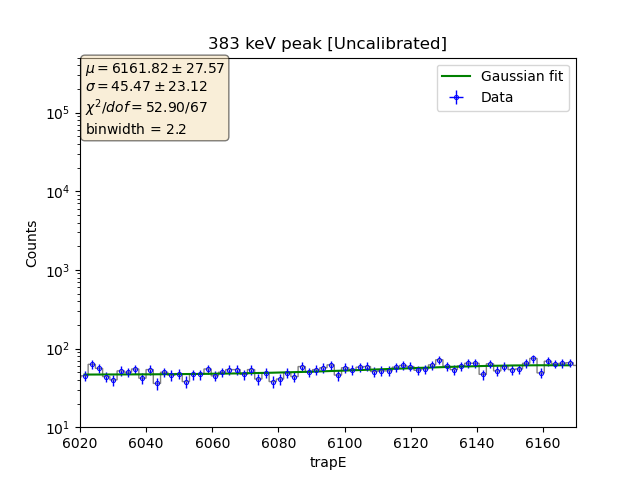 383 keV peak [Uncalibrated]
μ = 6161.82 ± 27.57
σ = 45.47 ± 23.12
χ²/dof = 52.90/67
binwidth = 2.2
Gaussian fit
Data
10⁵
10⁴
10³
10²
10¹
Counts
6020 6040 6060 6080 6100 6120 6140 6160
trapE